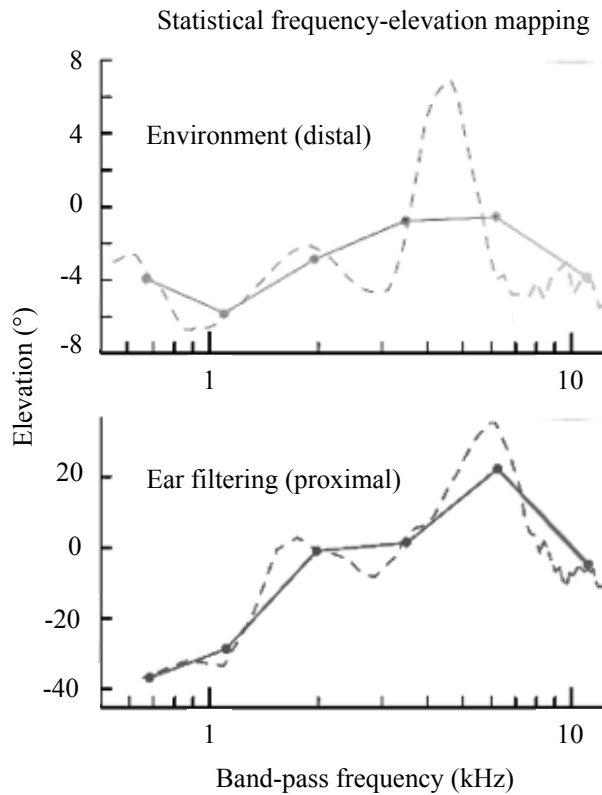 Statistical frequency-elevation mapping
8
4
0
-4
-8
Environment (distal)
1
10
Elevation (°)
20
0
-20
-40
Ear filtering (proximal)
1
10
Band-pass frequency (kHz)